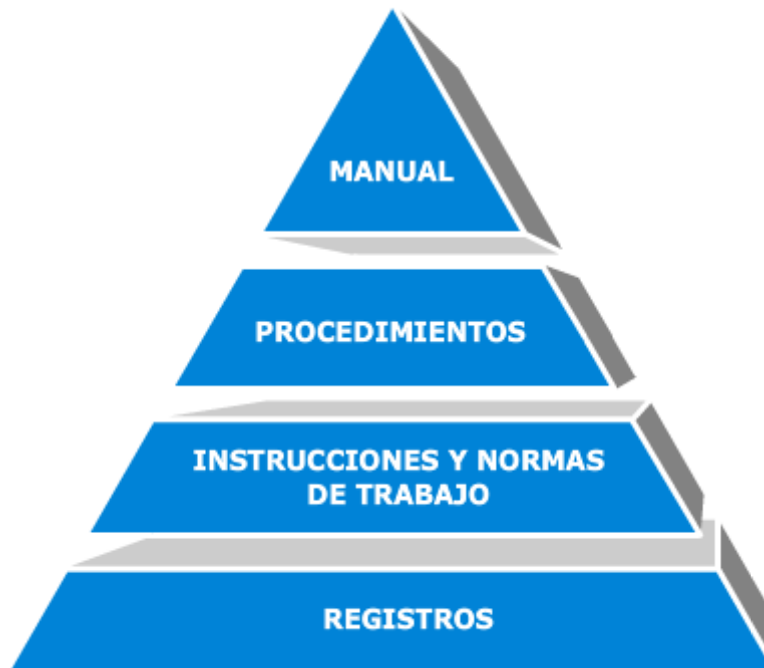 MANUAL
PROCEDIMIENTOS
INSTRUCCIONES Y NORMAS
DE TRABAJO
REGISTROS